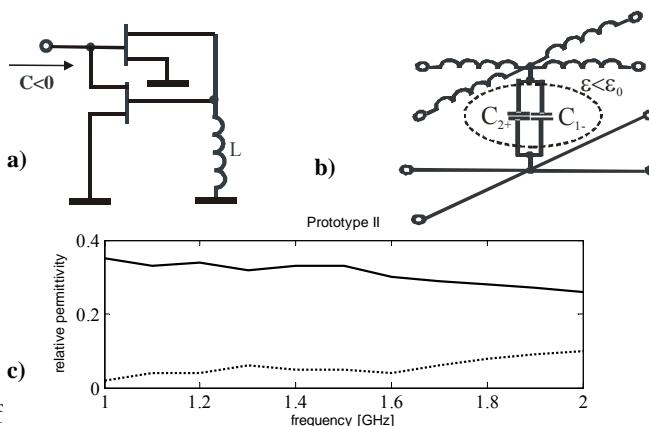 a)
C<0
L
b)
ε<ε0
C2+
C1-
Prototype II
c)
relative permittivity
0.4
0.2
0
1
1.2
1.4
1.6
1.8
2
frequency [GHz]
f